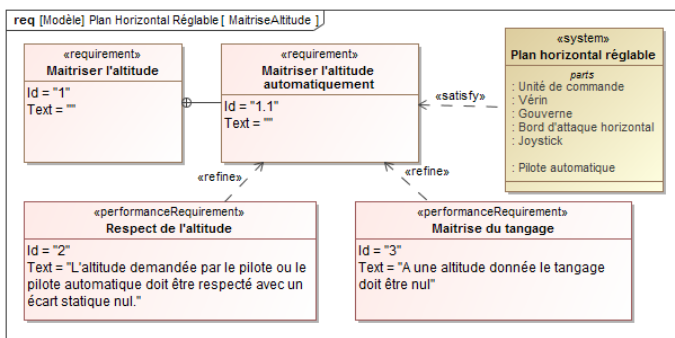 req [Modèle] Plan Horizontal Réglable [ MaitriseAltitude ]
«requirement»
Maitriser l'altitude
Id = "1"
Text = ""
«requirement»
Maitriser l'altitude
automatiquement
Id = "1.1"
Text = ""
«satisfy»
«system»
Plan horizontal réglable
parts
: Unité de commande
: Vérin
: Gouverne
: Bord d'attaque horizontal
: Joystick
: Pilote automatique
«refine»
«refine»
«performanceRequirement»
Respect de l'altitude
Id = "2"
Text = "L'altitude demandée par le pilote ou le
pilote automatique doit être respecté avec un
écart statique nul."
«performanceRequirement»
Maitrise du tangage
Id = "3"
Text = "A une altitude donnée le tangage
doit être nul"